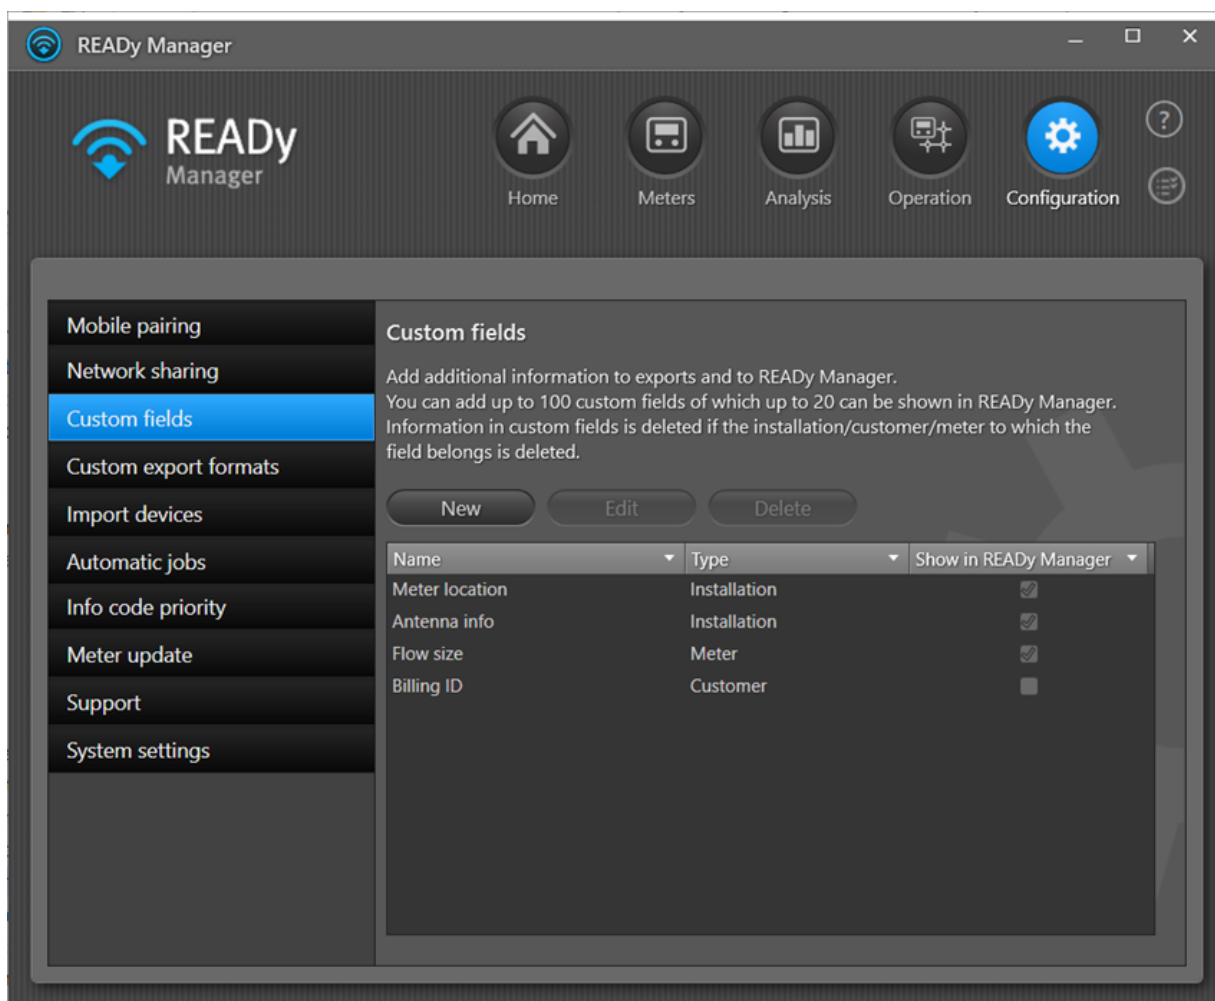 READy Manager
READy
Manager
Home
Meters
Analysis
Operation
Configuration
?
Mobile pairing
Network sharing
Custom fields
Custom export formats
Import devices
Automatic jobs
Info code priority
Meter update
Support
System settings
Custom fields
Add additional information to exports and to READy Manager.
You can add up to 100 custom fields of which up to 20 can be shown in READy Manager.
Information in custom fields is deleted if the installation/customer/meter to which the
field belongs is deleted.
New Edit Delete
Name Type Show in READy Manager
Meter location Installation
Antenna info Installation
Flow size Meter
Billing ID Customer